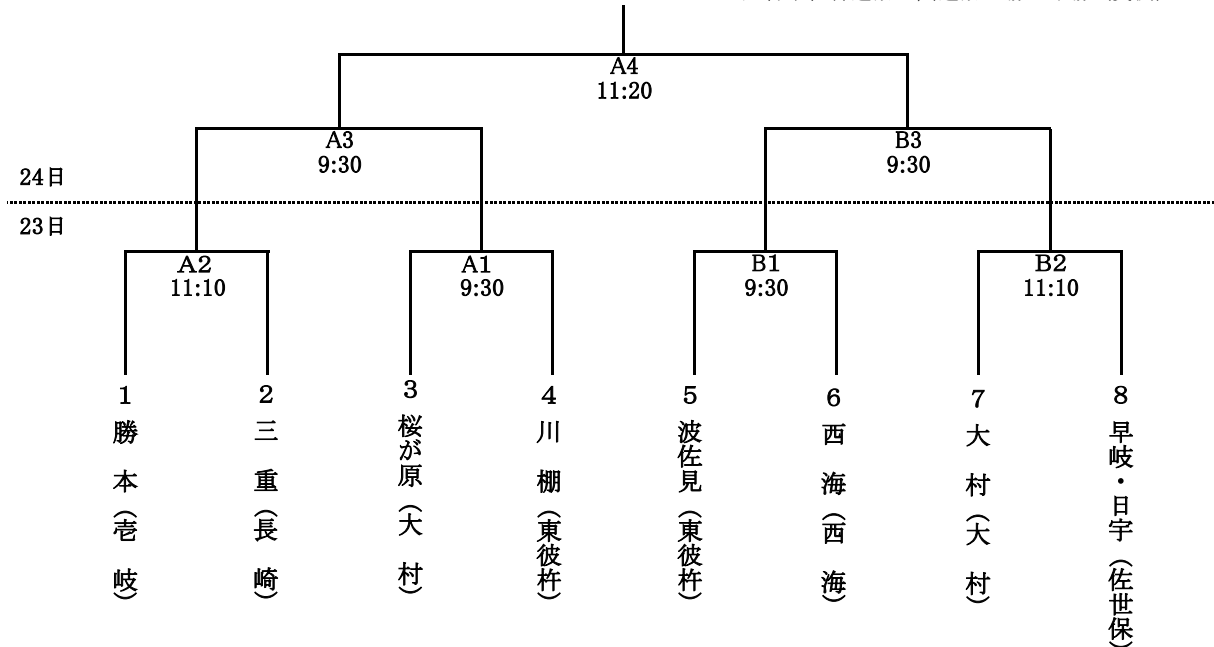 A4
11:20
A3
9:30
B3
9:30
24日
23日
A2
11:10
A1
9:30
B1
9:30
B2
11:10
1
勝本(壱岐)
2
三重(長崎)
3
桜が原(大村)
4
川棚(東彼杵)
5
波佐見(東彼杵)
6
西海(西海)
7
大村(大村)
8
早岐・日宇(佐世保)